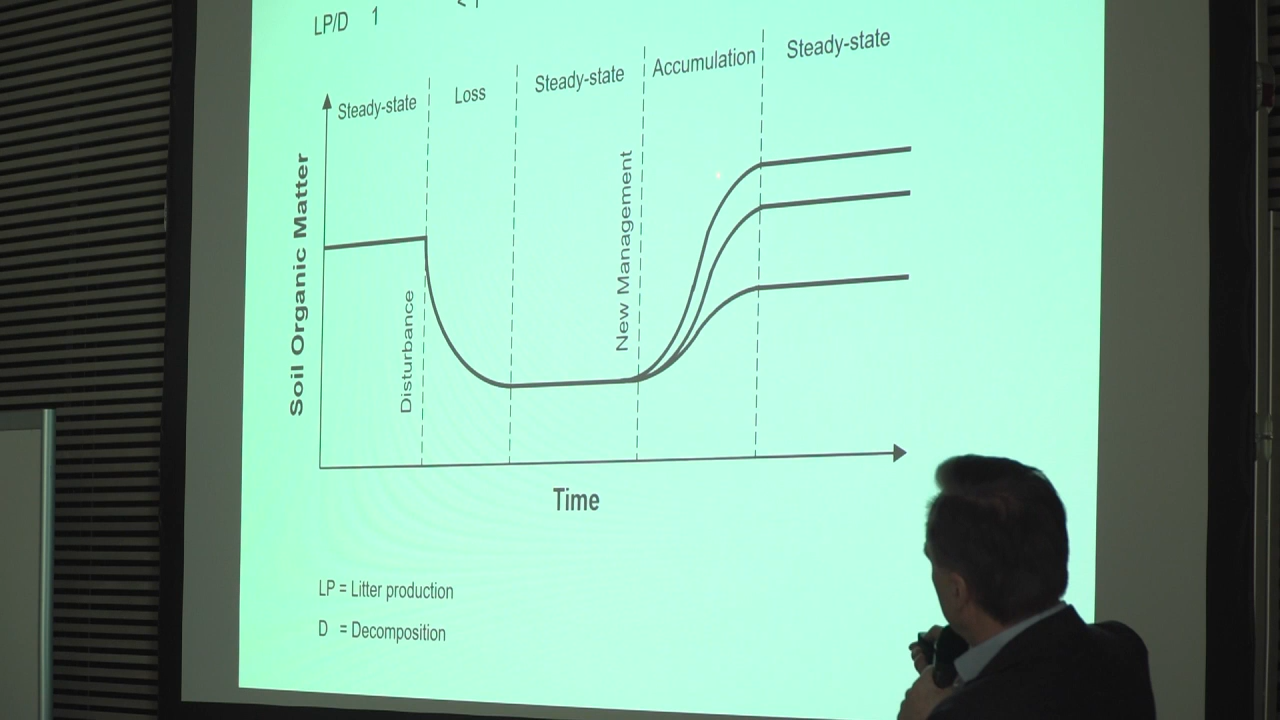 LP/D 1 < 1
Steady-state
Loss
Steady-state
Accumulation
Steady-state
Soil Organic Matter
Disturbance
New Management
Time
LP = Litter production
D = Decomposition